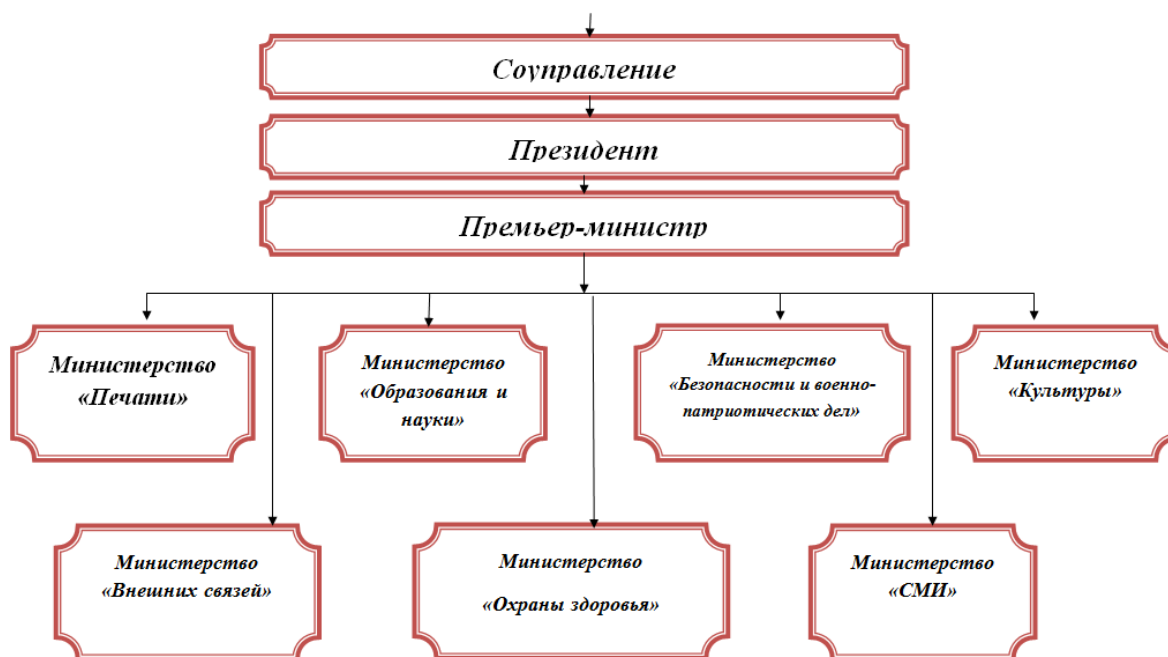 Соуправление
Президент
Премьер-министр
Министерство
«Печати»
Министерство
«Образования и
науки»
Министерство
«Безопасности и военно-
патриотических дел»
Министерство
«Культуры»
Министерство
«Внешних связей»
Министерство
«Охраны здоровья»
Министерство
«СМИ»